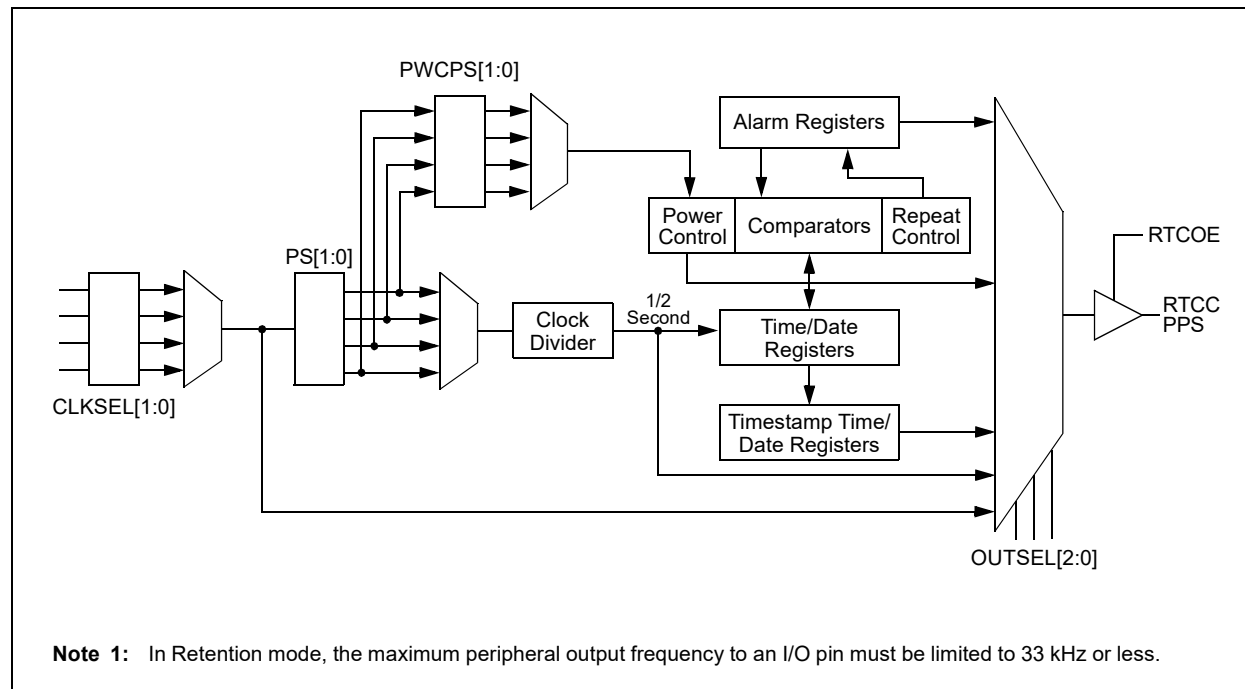 PWCPS[1:0]
Alarm Registers
Power
Control
Comparators
Repeat
Control
RTCOE
PS[1:0]
1/2
Second
Clock
Divider
Time/Date
Registers
RTCC
PPS
CLKSEL[1:0]
Timestamp Time/
Date Registers
OUTSEL[2:0]
Note 1: In Retention mode, the maximum peripheral output frequency to an I/O pin must be limited to 33 kHz or less.